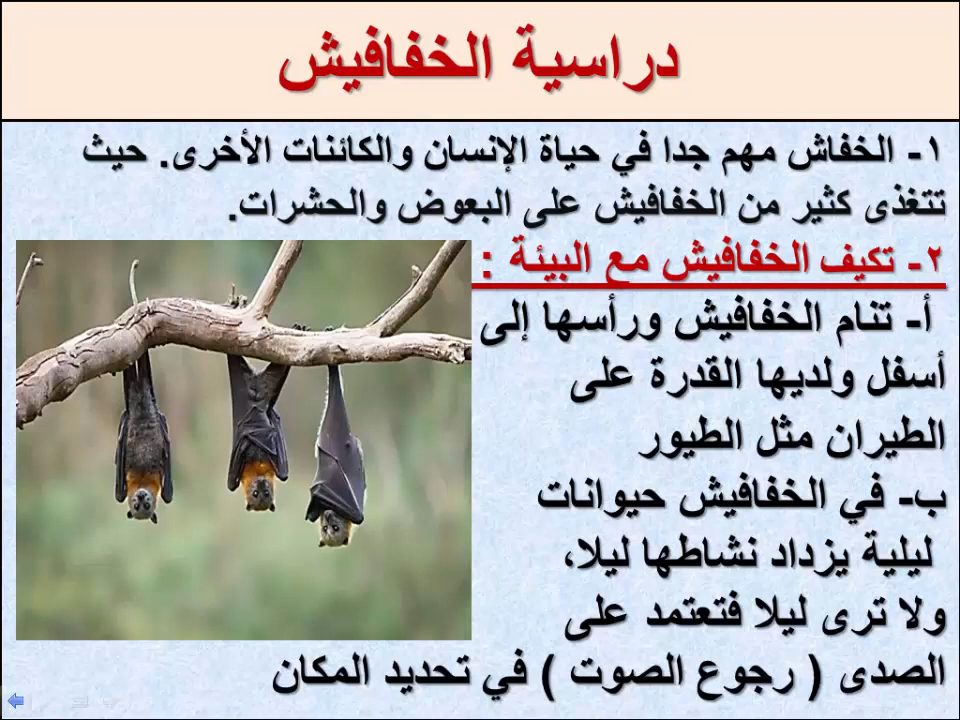 دراسية الخفافيش
١- الخفاش مهم جدا في حياة الإنسان والكائنات الأخرى. حيث
تتغذى كثير من الخفافيش على البعوض والحشرات.
٢- تكيف الخفافيش مع البيئة :
أ- تنام الخفافيش ورأسها إلى
أسفل ولديها القدرة على
الطيران مثل الطيور
ب- في الخفافيش حيوانات
ليلية يزداد نشاطها ليلا،
ولا ترى ليلا فتعتمد على
الصدى ( رجوع الصوت ) في تحديد المكان